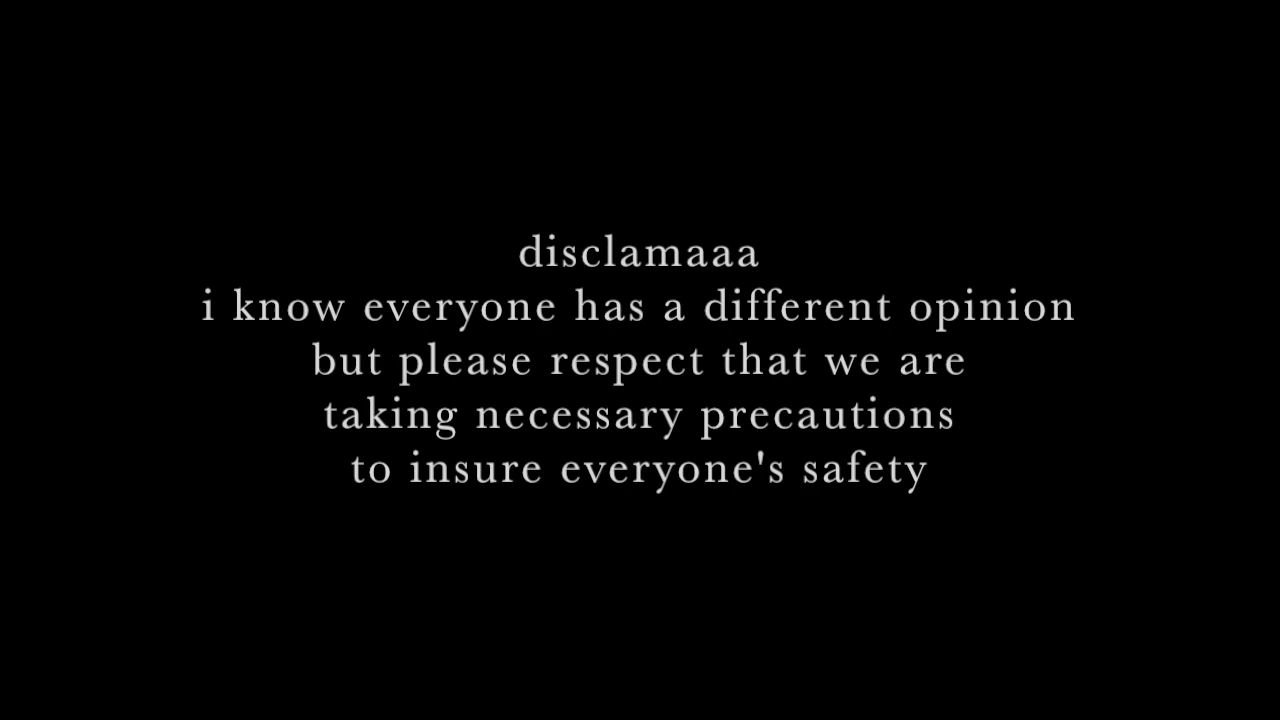 disclamaaa
i know everyone has a different opinion
but please respect that we are
taking necessary precautions
to insure everyone's safety